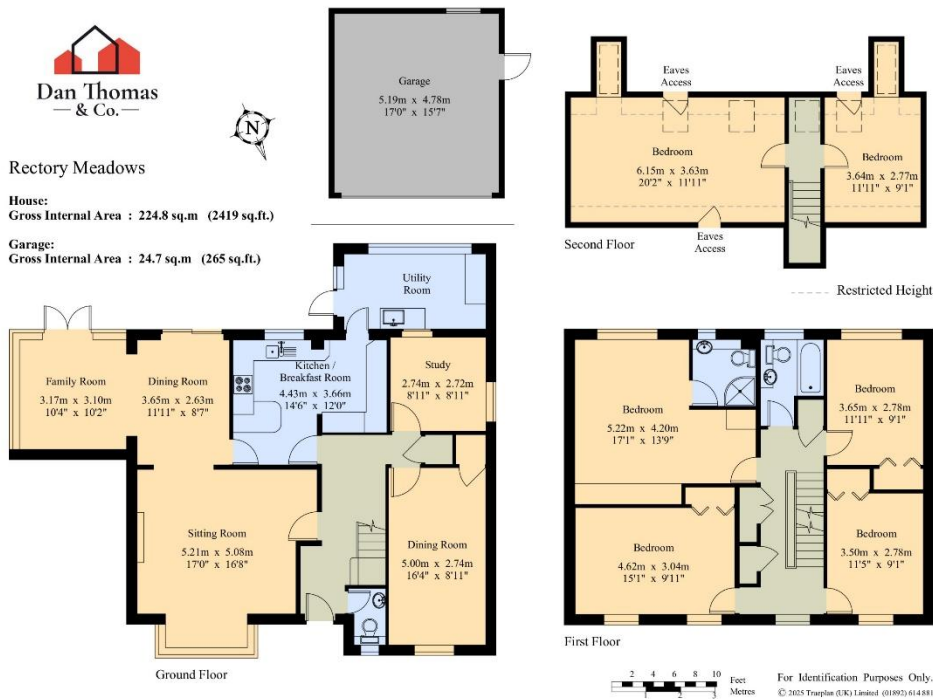 Dan Thomas
& Co.
N
Rectory Meadows
House:
Gross Internal Area : 224.8 sq.m (2419 sq.ft.)
Garage:
Gross Internal Area : 24.7 sq.m (265 sq.ft.)
Garage
5.19m x 4.78m
17'0" x 15'7"
Eaves
Access
Eaves
Access
Bedroom
6.15m x 3.63m
20'2" x 11'11"
Bedroom
3.64m x 2.77m
11'11" x 9'1"
Eaves
Access
Second Floor
Restricted Height
Utility
Room
Family Room
3.17m x 3.10m
10'4" x 10'2"
Dining Room
3.65m x 2.63m
11'11" x 8'7"
Kitchen /
Breakfast Room
4.43m x 3.66m
14'6" x 12'0"
Study
2.74m x 2.72m
8'11" x 8'11"
Sitting Room
5.21m x 5.08m
17'0" x 16'8"
Dining Room
5.00m x 2.74m
16'4" x 8'11"
Ground Floor
Bedroom
5.22m x 4.20m
17'1" x 13'9"
Bedroom
3.65m x 2.78m
11'11" x 9'1"
Bedroom
4.62m x 3.04m
15'1" x 9'11"
Bedroom
3.50m x 2.78m
11'5" x 9'1"
First Floor
2 4 6 8 10 Feet
1 2 3 Metres
For Identification Purposes Only.
© 2025 Trueplan (UK) Limited (01892) 614 881